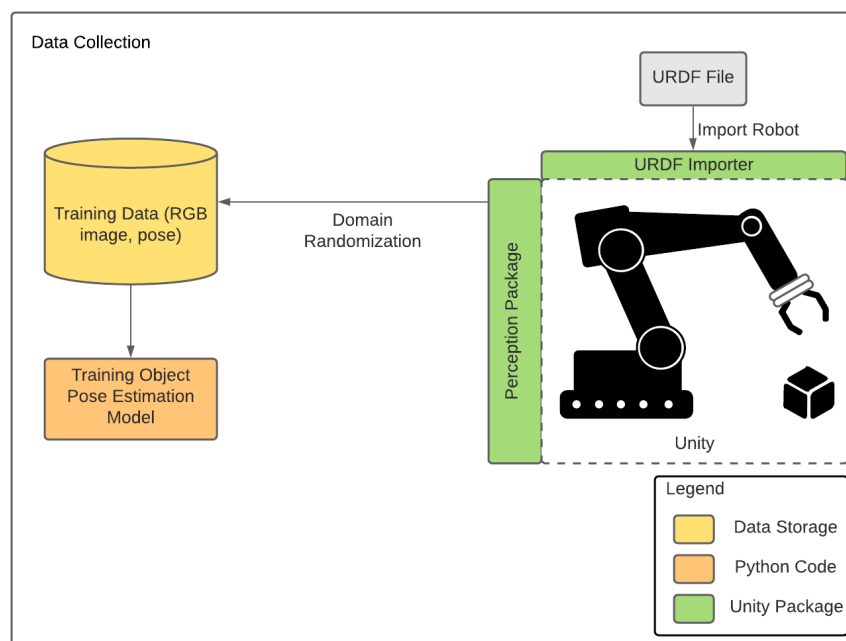 Data Collection
URDF File
Import Robot
URDF Importer
Training Data (RGB
image, pose)
Domain
Randomization
Perception Package
Training Object
Pose Estimation
Model
Unity
Legend
Data Storage
Python Code
Unity Package